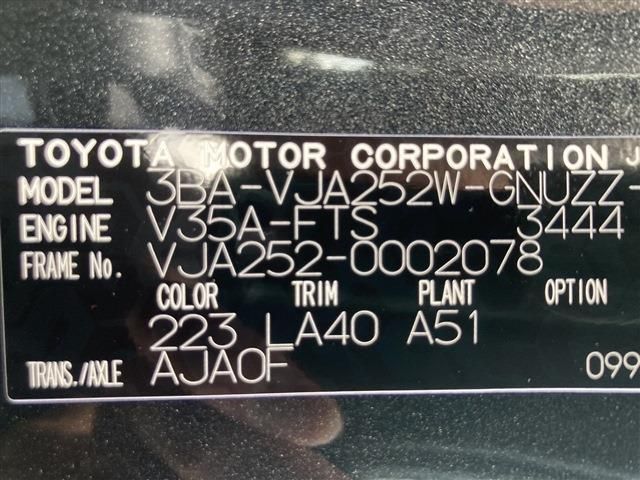 TOYOTA MOTOR CORPORATION J
MODEL 3BA-VJA252W-GNUZZ-
ENGINE V35A-FTS 3444
FRAME No. VJA252-0002078
COLOR TRIM PLANT OPTION
223 LA40 A51
TRANS./AXLE AJA0F 099